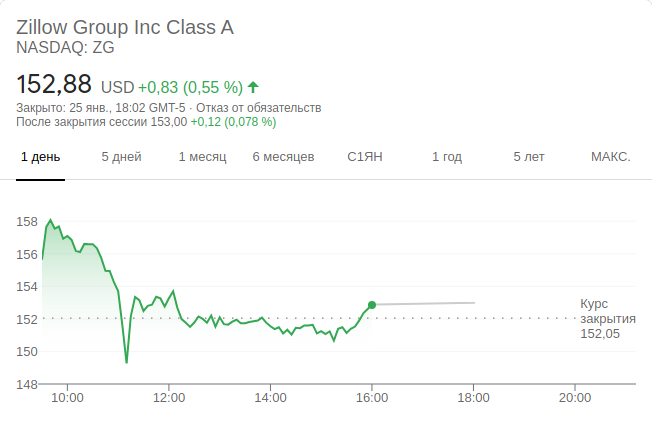 Zillow Group Inc Class A
NASDAQ: ZG
152,88 USD +0,83 (0,55 %)
Закрыто: 25 янв., 18:02 GMT-5 · Отказ от обязательств
После закрытия сессии 153,00 +0,12 (0,078 %)
1 день 5 дней 1 месяц 6 месяцев С1ЯН 1 год 5 лет МАКС.
158
156
154
152
150
148
Курс
закрытия
152,05
10:00 12:00 14:00 16:00 18:00 20:00